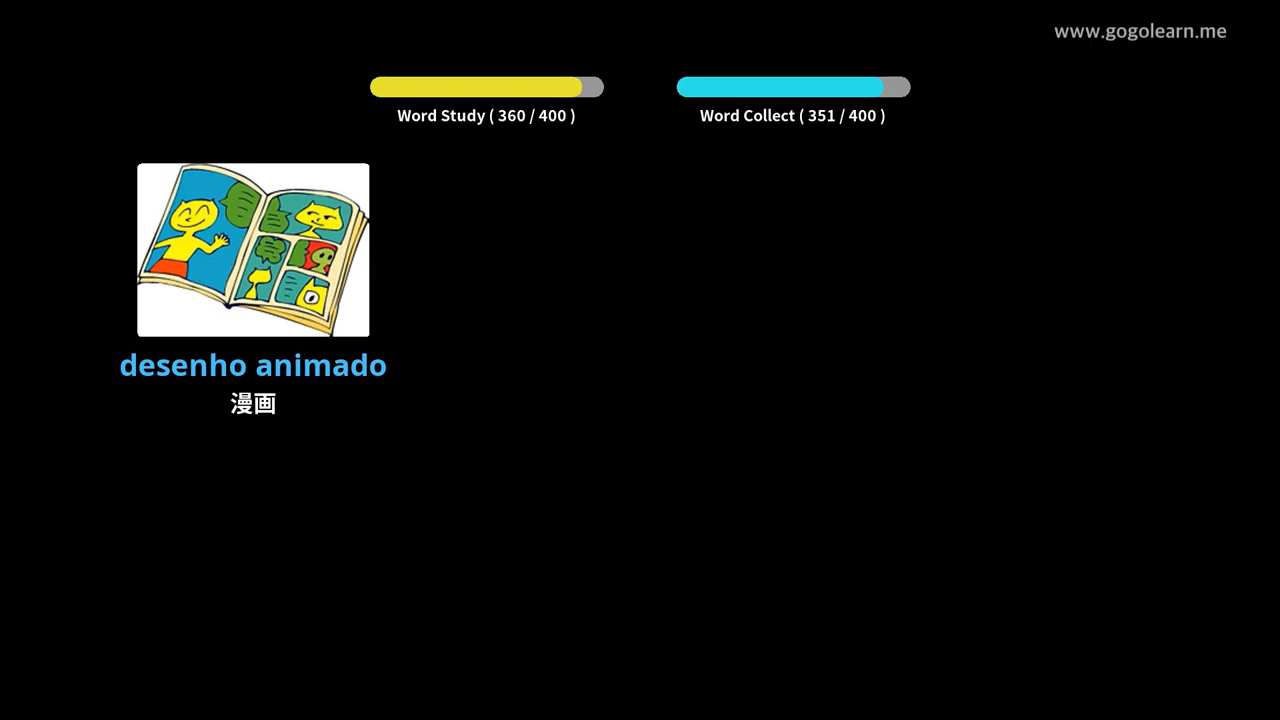 www.gogolearn.me
Word Study ( 360 / 400 )
Word Collect ( 351 / 400 )
desenho animado
漫画